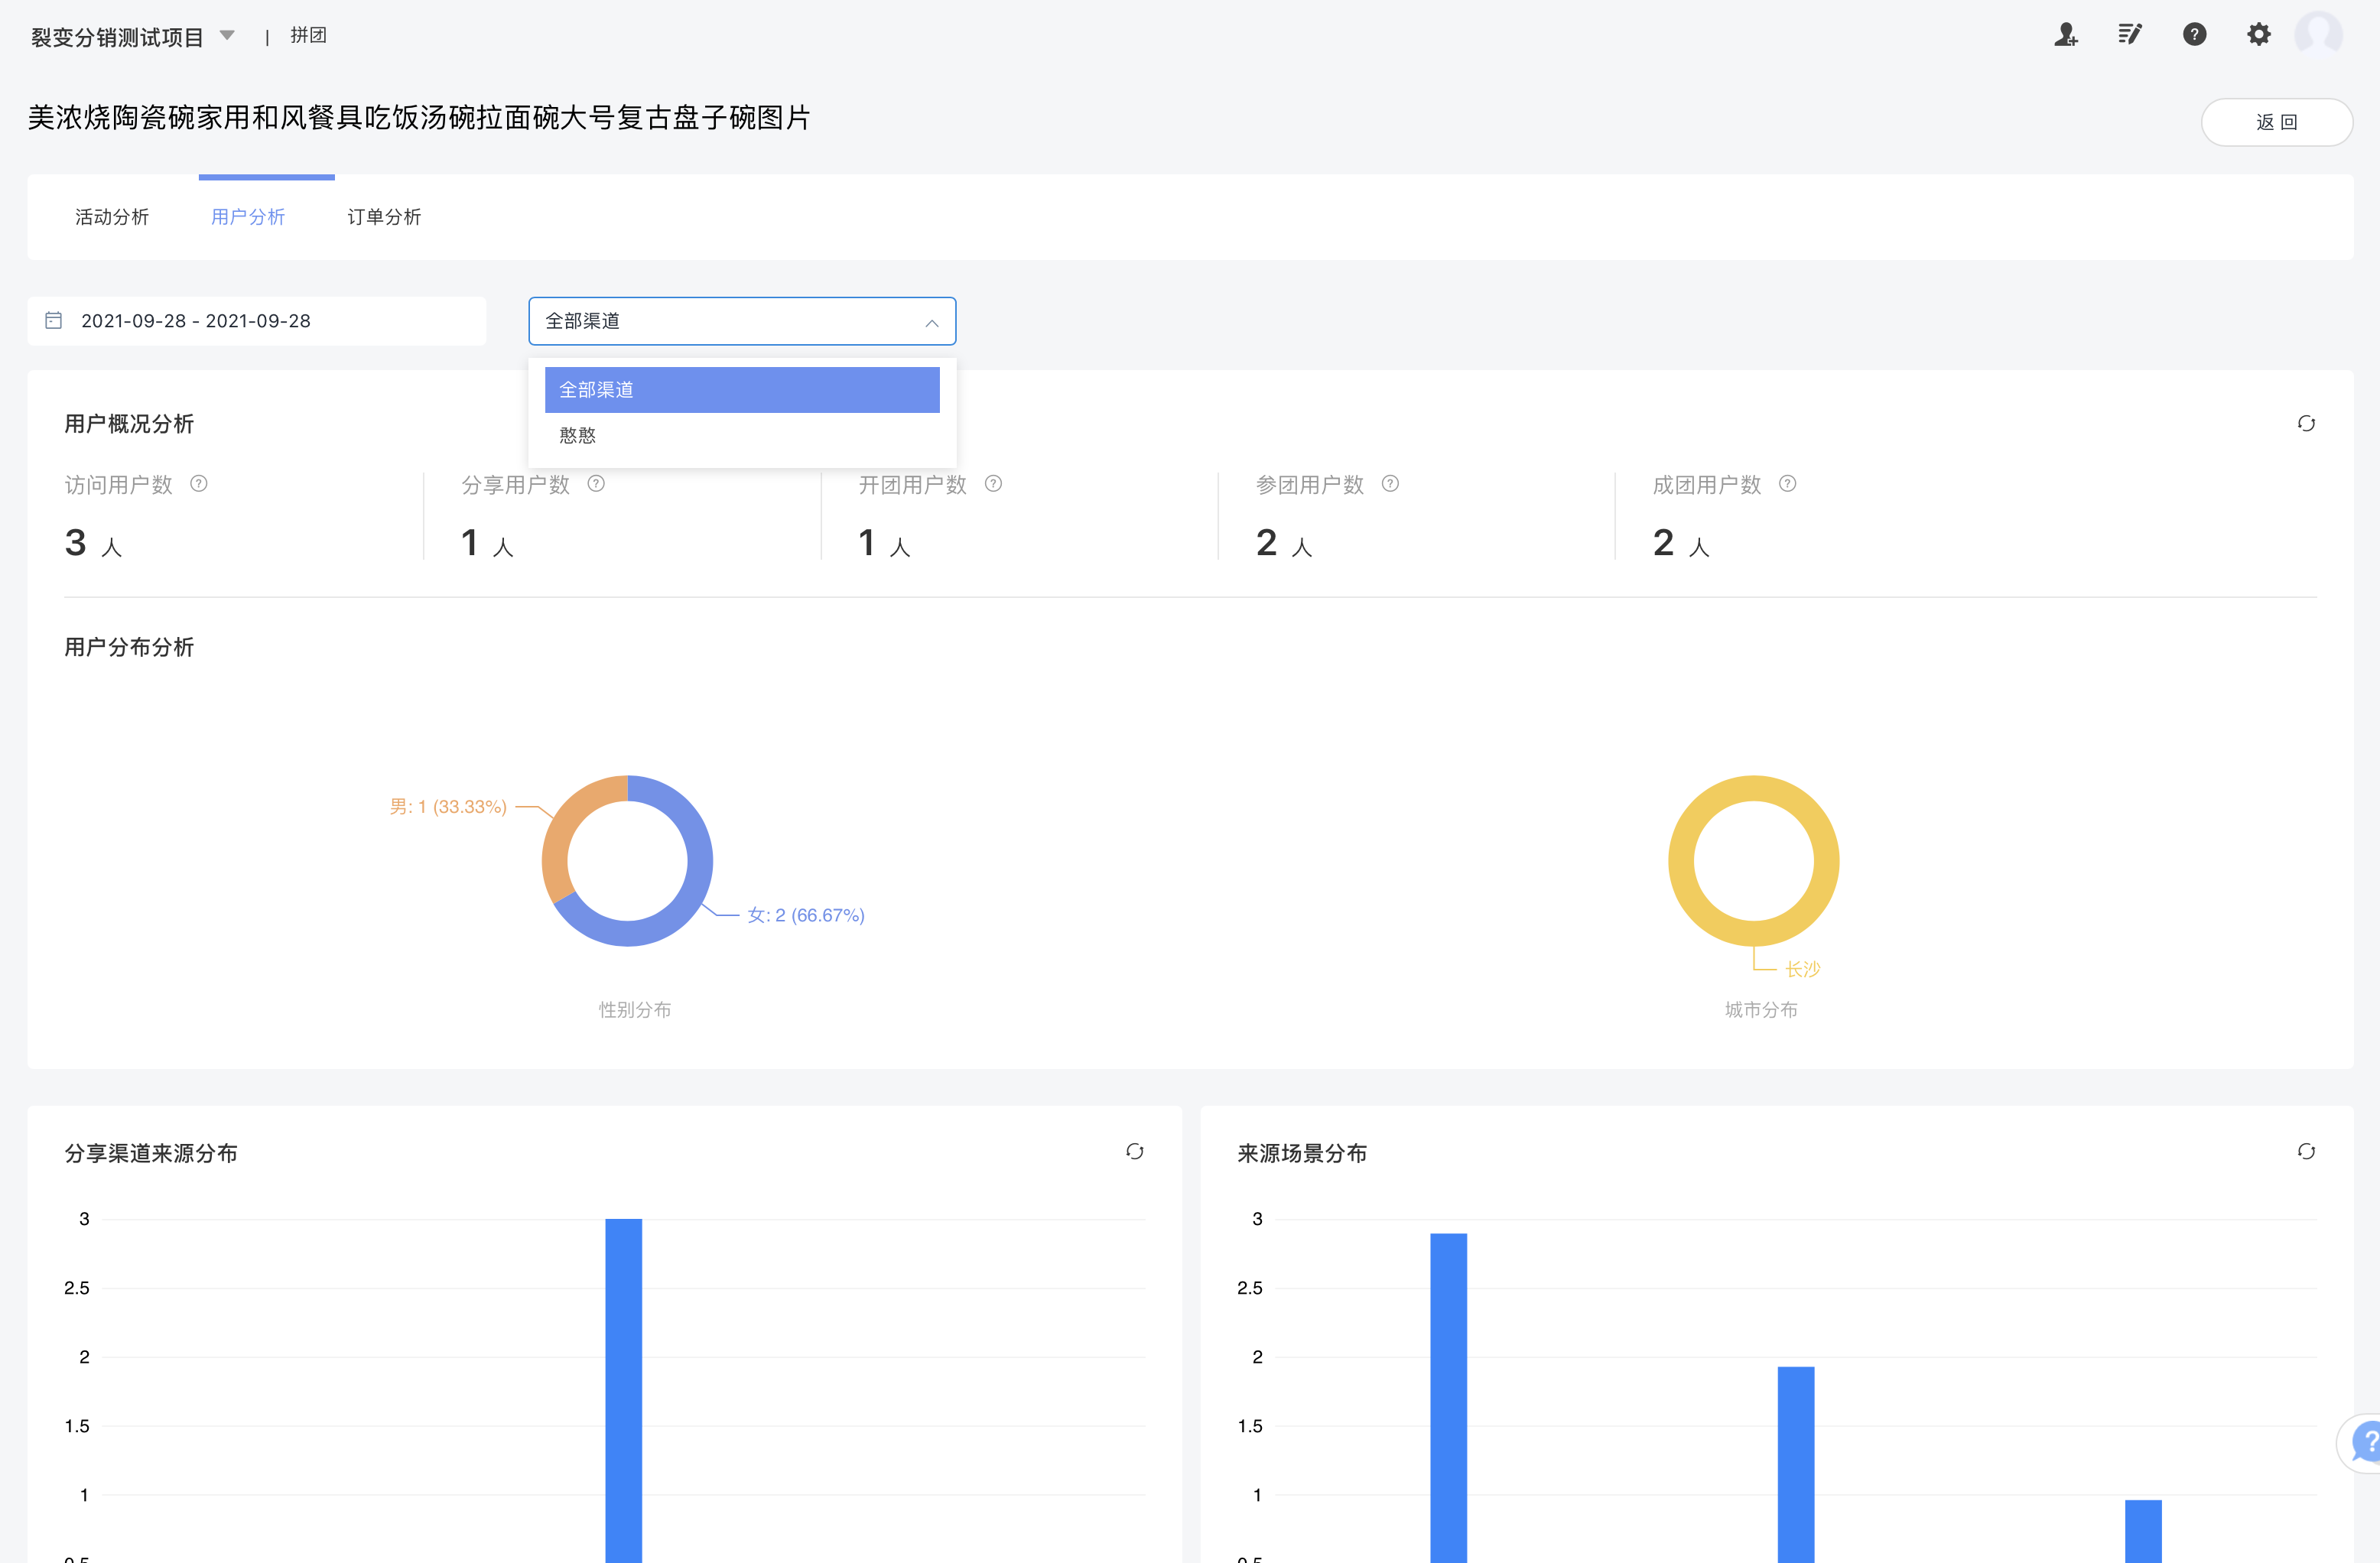 裂变分销测试项目 | 拼团
美浓烧陶瓷碗家用和风餐具吃饭汤碗拉面碗大号复古盘子碗图片
返 回
活动分析 用户分析 订单分析
2021-09-28 - 2021-09-28 全部渠道
全部渠道
憨憨
用户概况分析
访问用户数 分享用户数 开团用户数 参团用户数 成团用户数
3 人 1 人 1 人 2 人 2 人
用户分布分析
男: 1 (33.33%)
女: 2 (66.67%)
长沙
性别分布 城市分布
分享渠道来源分布
3
2.5
2
1.5
1
0.5
来源场景分布
3
2.5
2
1.5
1
0.5